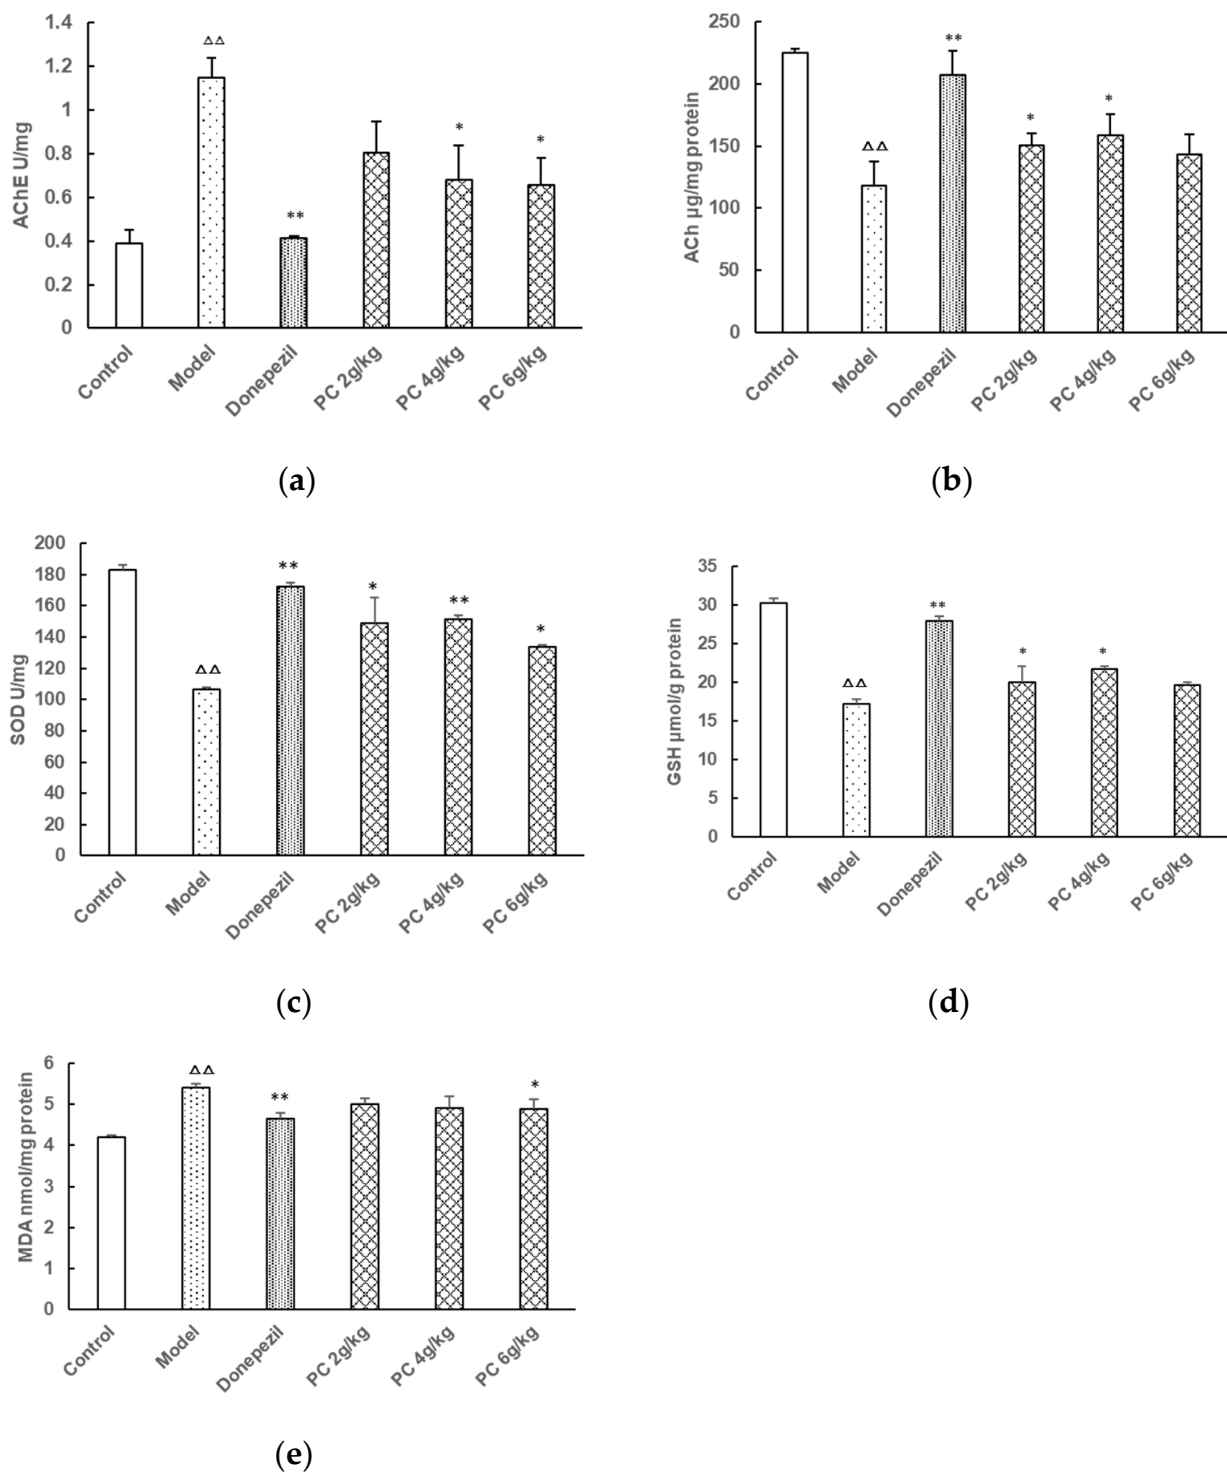 AChE U/mg
1.4
1.2
1
0.8
0.6
0.4
0.2
0
ΔΔ
**
*
*
Control
Model
Donepezil
PC 2g/kg
PC 4g/kg
PC 6g/kg
(a)
ACh µg/mg protein
250
200
150
100
50
0
ΔΔ
**
*
*
Control
Model
Donepezil
PC 2g/kg
PC 4g/kg
PC 6g/kg
(b)
SOD U/mg
200
180
160
140
120
100
80
60
40
20
0
ΔΔ
**
*
**
*
Control
Model
Donepezil
PC 2g/kg
PC 4g/kg
PC 6g/kg
(c)
GSH µmol/g protein
35
30
25
20
15
10
5
0
ΔΔ
**
*
*
Control
Model
Donepezil
PC 2g/kg
PC 4g/kg
PC 6g/kg
(d)
MDA nmol/mg protein
6
5
4
3
2
1
0
ΔΔ
**
*
Control
Model
Donepezil
PC 2g/kg
PC 4g/kg
PC 6g/kg
(e)